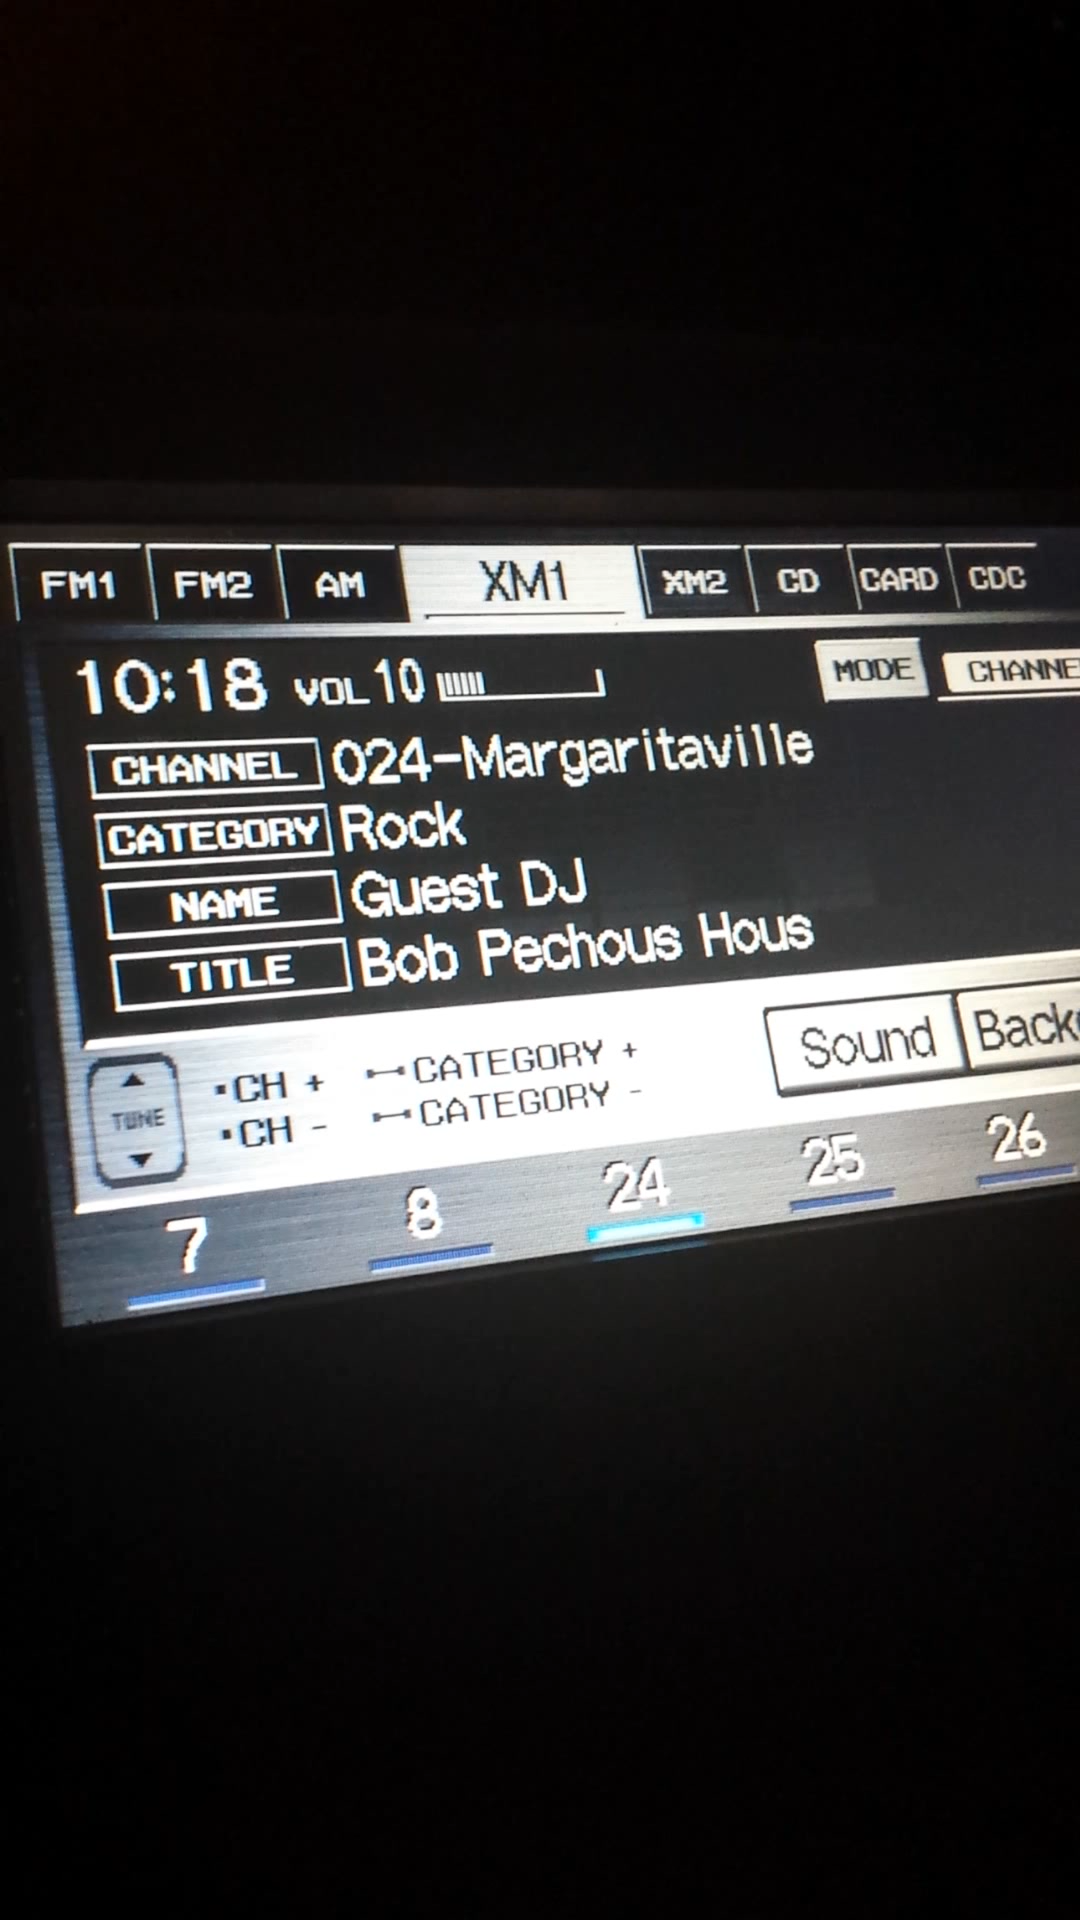 FM1 FM2 AM XM1 XM2 CD CARD CDC
10:18 VOL 10 MODE CHANNE
CHANNEL 024-Margaritaville
CATEGORY Rock
NAME Guest DJ
TITLE Bob Pechous Hous
Sound Back
TUNE
CH + CATEGORY +
CH - CATEGORY -
7 8 24 25 26